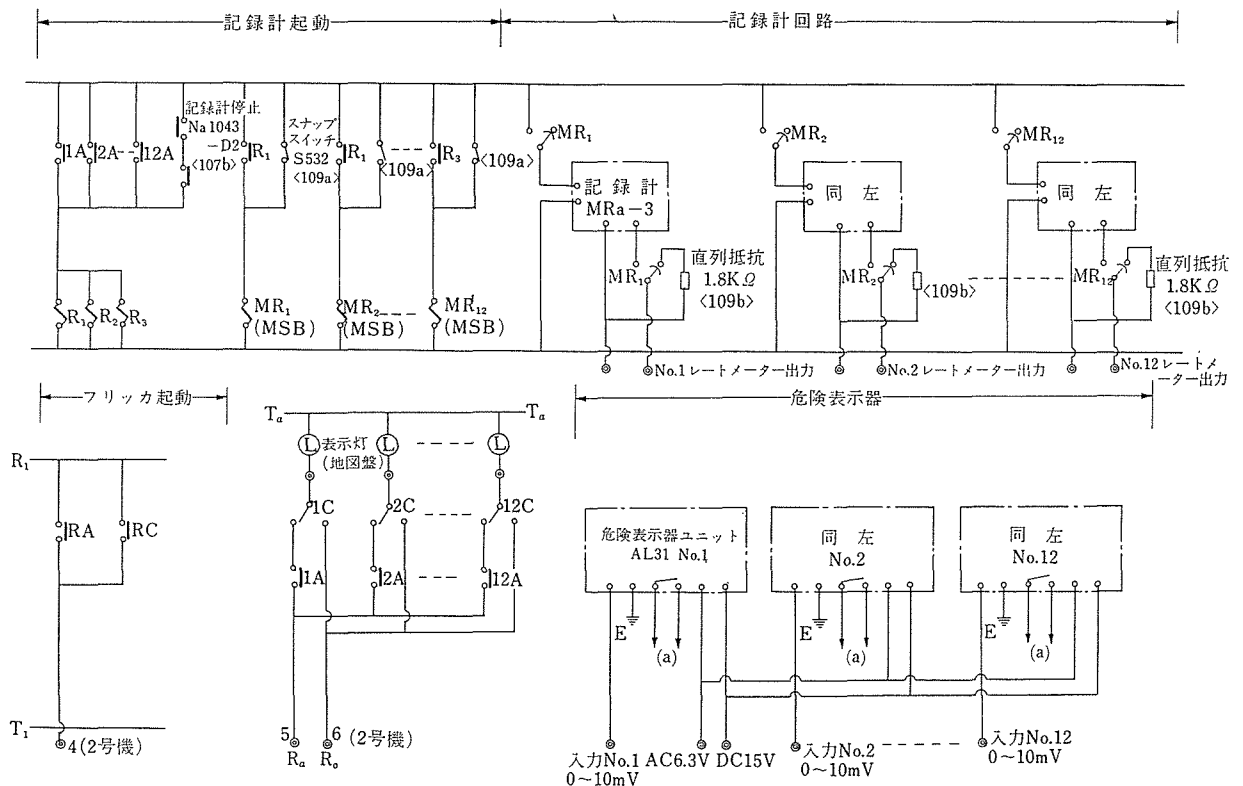 記録計起動
記録計回路
1A
2A
12A
記録計停止
Na1043
-D2
<107b>
R₁
スナップ
スイッチ
S532
<109a>
R₁
<109a>
R₃
<109a>
MR₁
MR₂
MR₁₂
記録計
MRa-3
同左
同左
MR₁
直列抵抗
1.8KΩ
<109b>
MR₂
<109b>
MR₁₂
直列抵抗
1.8KΩ
<109b>
R₁
R₂
R₃
MR₁
(MSB)
MR₂
(MSB)
MR₁₂
(MSB)
No.1レートメーター出力
No.2レートメーター出力
No.12レートメーター出力
フリッカ起動
危険表示器
R₁
RA
RC
T₁
4(2号機)
Ta
Ta
L
表示灯
(地図盤)
L
L
1C
2C
12C
1A
2A
12A
5
6
(2号機)
Ra
R₀
危険表示器ユニット
AL31 No.1
同左
No.2
同左
No.12
E
(a)
E
(a)
E
(a)
入力No.1
0～10mV
AC6.3V
DC15V
入力No.2
0～10mV
入力No.12
0～10mV